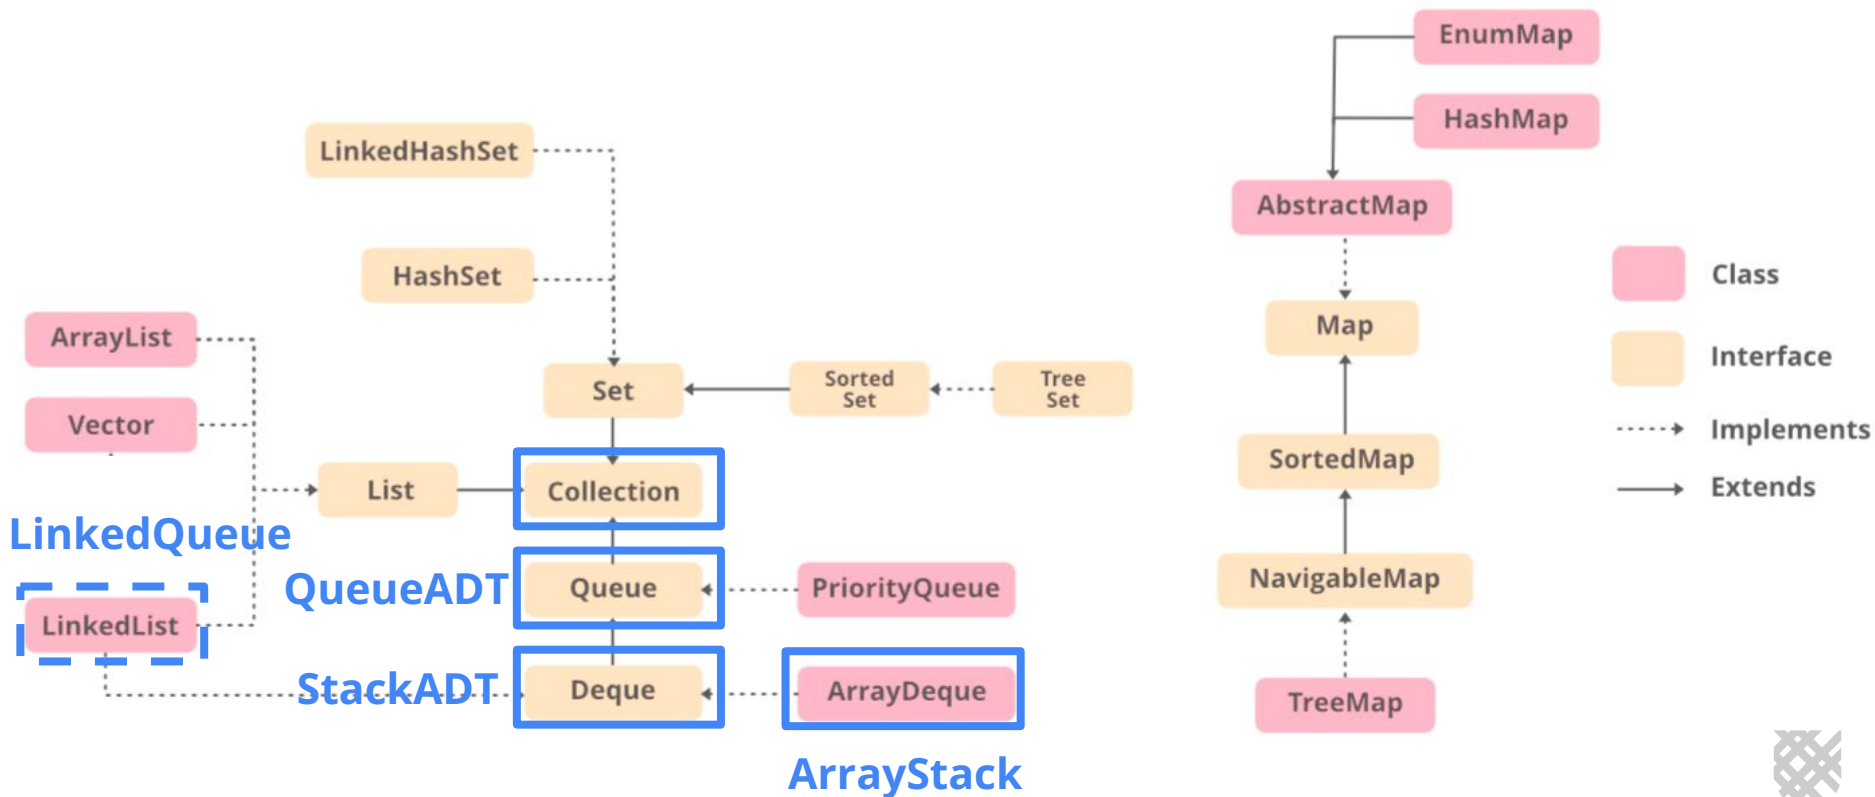 EnumMap
HashMap
LinkedHashSet
AbstractMap
HashSet
Class
ArrayList
Map
Interface
Set
Sorted
Set
Tree
Set
Vector
Implements
List
Collection
SortedMap
Extends
LinkedQueue
QueueADT
Queue
PriorityQueue
NavigableMap
LinkedList
StackADT
Deque
ArrayDeque
TreeMap
ArrayStack